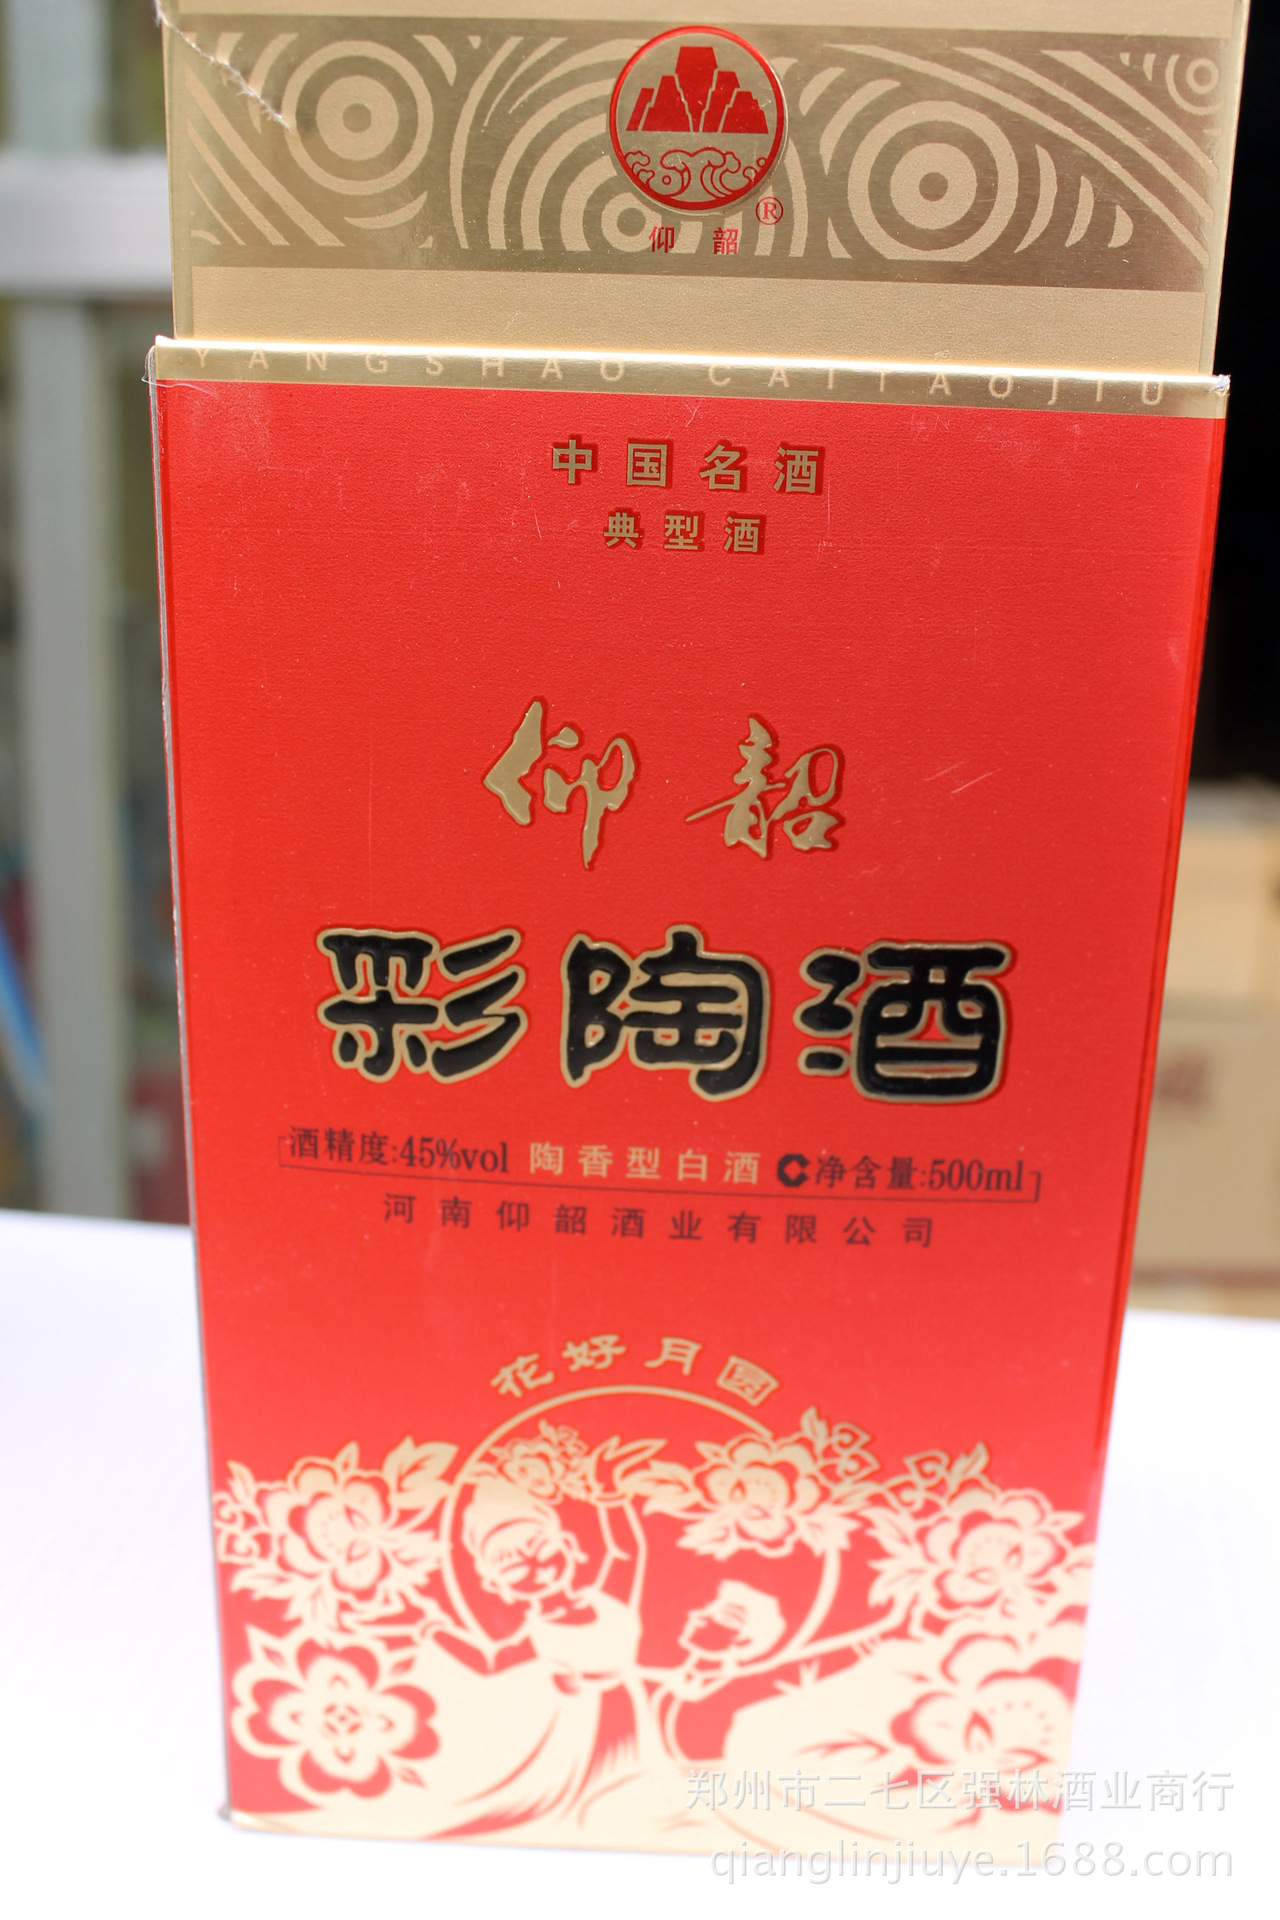 ®
仰韶
YANGSHAO CAITAOJIU
中国名酒
典型酒
仰韶
彩陶酒
酒精度:45%vol 陶香型白酒 C净含量:500ml
河南仰韶酒业有限公司
花好月圆
郑州市二七区强林酒业商行
qianglinjiuye.1688.com